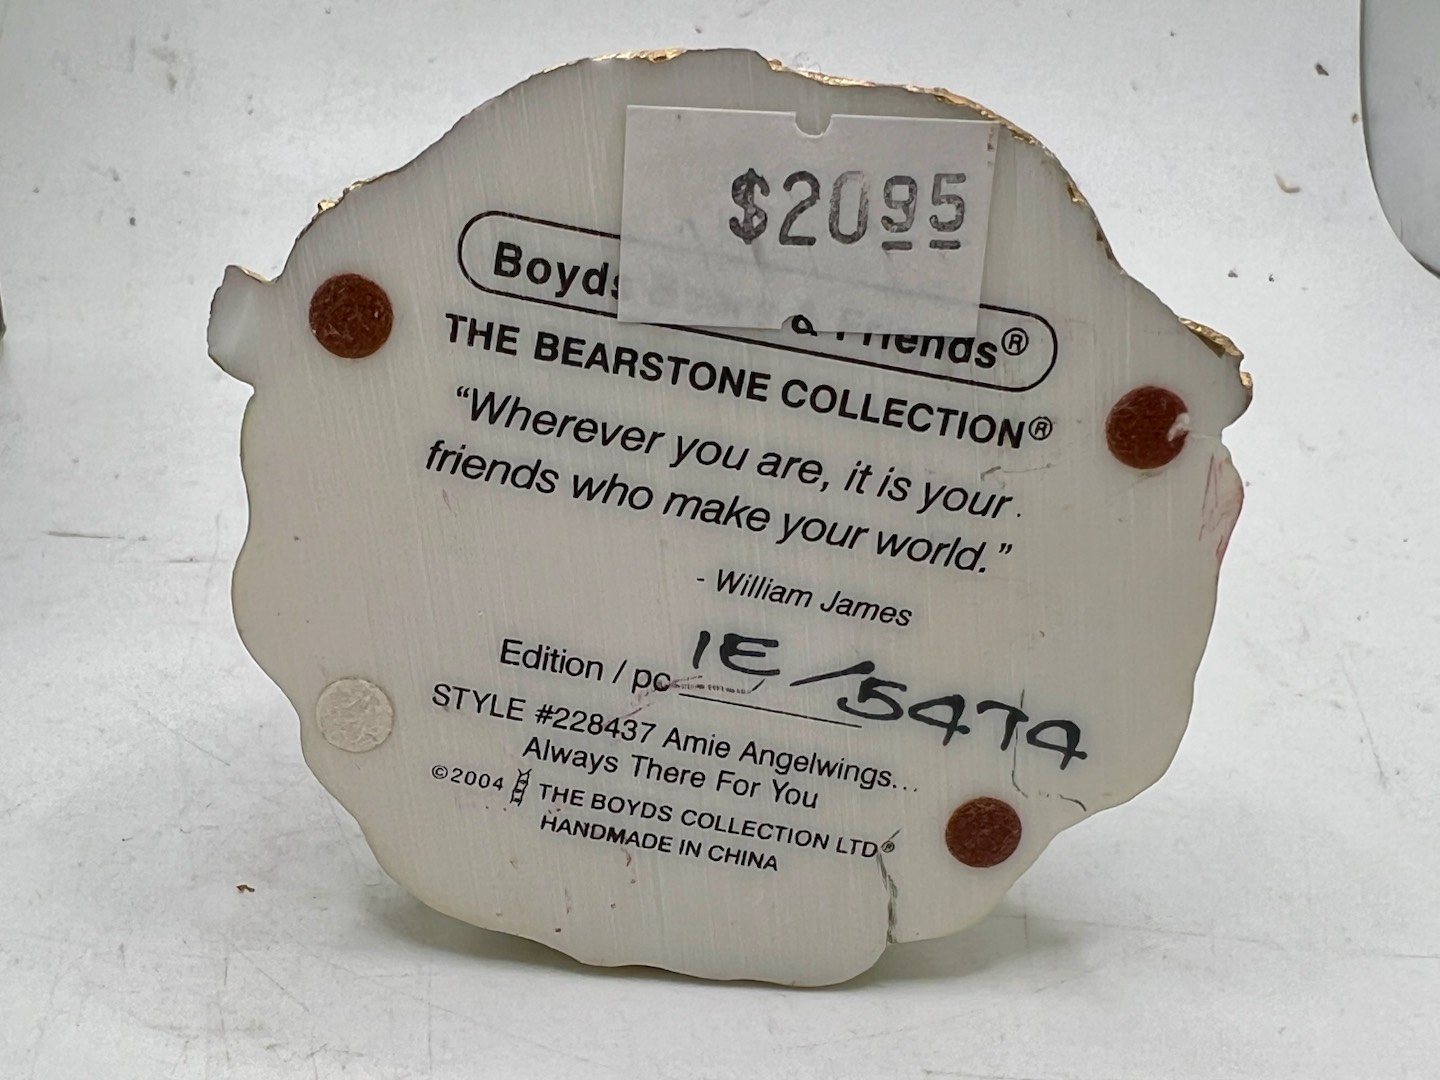 $20.95
Boyds & Friends®
THE BEARSTONE COLLECTION®
“Wherever you are, it is your
friends who make your world.”
- William James
Edition / pc 1E/5474
STYLE #228437 Amie Angelwings...
Always There For You
©2004 THE BOYDS COLLECTION LTD®
HANDMADE IN CHINA